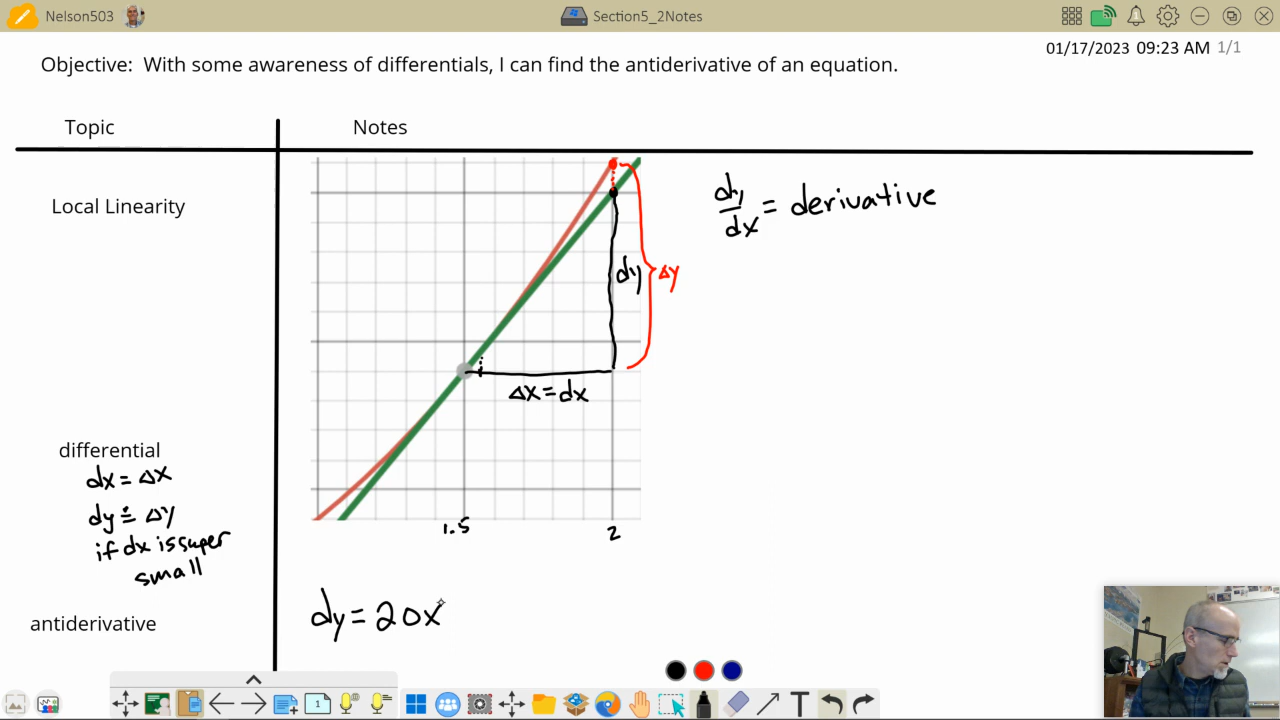 Nelson503
Section5_2Notes
01/17/2023 09:23 AM 1/1
Objective: With some awareness of differentials, I can find the antiderivative of an equation.
Topic
Notes
Local Linearity
dy/dx = derivative
dy
Δy
Δx = dx
1.5
2
differential
dx = Δx
dy ≐ Δy
if dx is super
small
antiderivative
dy = 20x
1
T